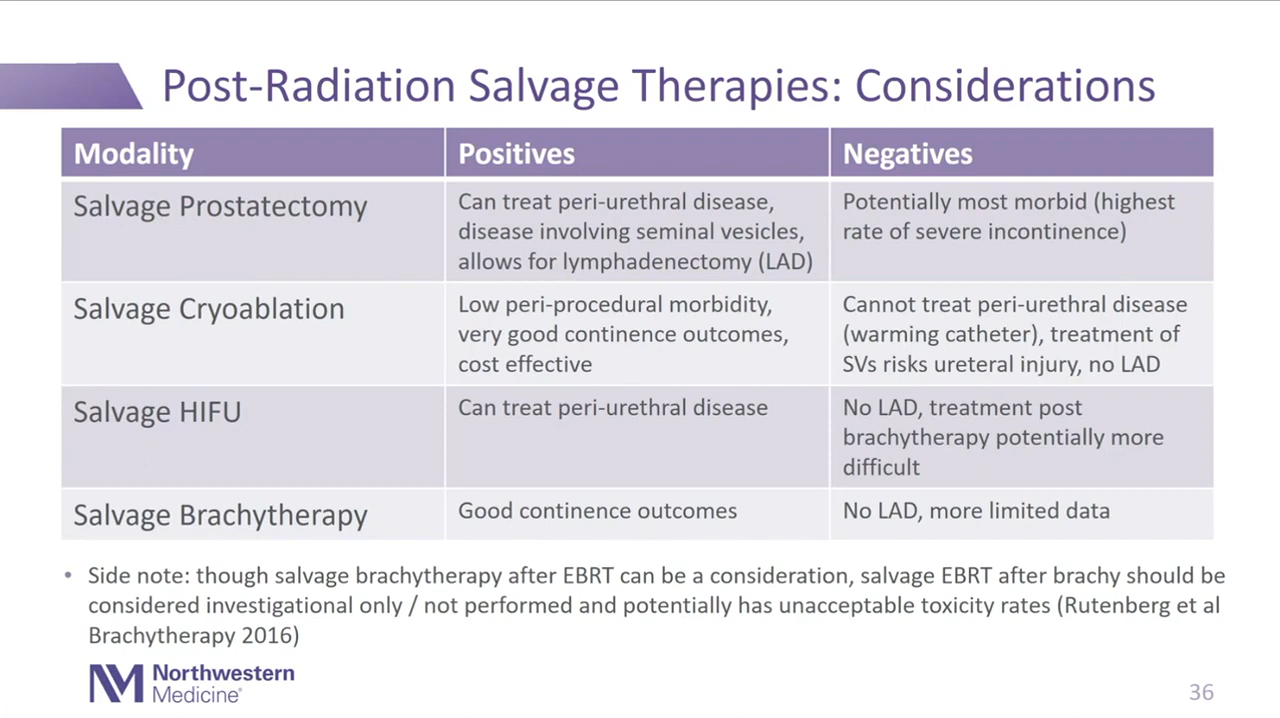 Post-Radiation Salvage Therapies: Considerations
Modality
Positives
Negatives
Salvage Prostatectomy
Can treat peri-urethral disease,
disease involving seminal vesicles,
allows for lymphadenectomy (LAD)
Potentially most morbid (highest
rate of severe incontinence)
Salvage Cryoablation
Low peri-procedural morbidity,
very good continence outcomes,
cost effective
Cannot treat peri-urethral disease
(warming catheter), treatment of
SVs risks ureteral injury, no LAD
Salvage HIFU
Can treat peri-urethral disease
No LAD, treatment post
brachytherapy potentially more
difficult
Salvage Brachytherapy
Good continence outcomes
No LAD, more limited data
• Side note: though salvage brachytherapy after EBRT can be a consideration, salvage EBRT after brachy should be
considered investigational only / not performed and potentially has unacceptable toxicity rates (Rutenberg et al
Brachytherapy 2016)
NM Northwestern
Medicine®
36